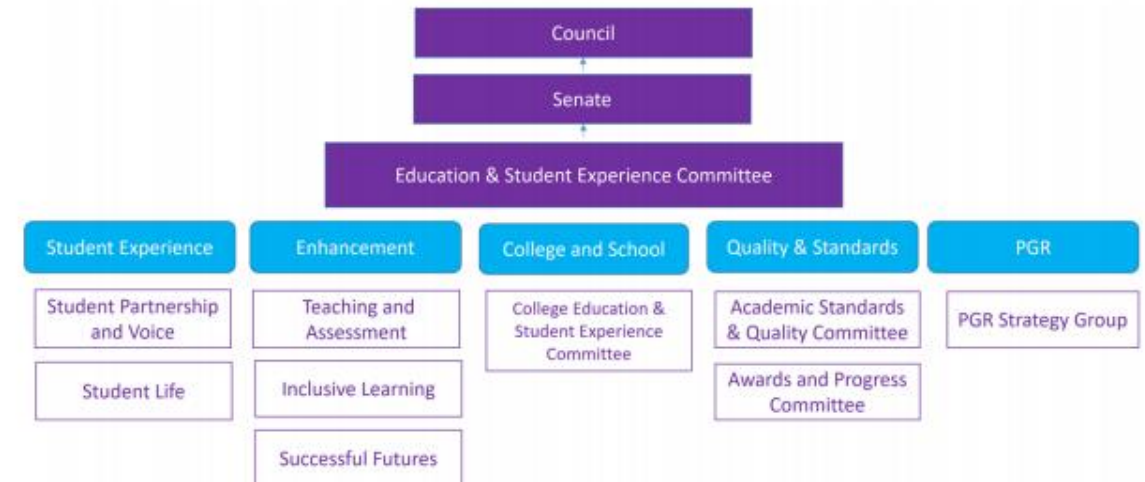 Council
Senate
Education & Student Experience Committee
Student Experience
Enhancement
College and School
Quality & Standards
PGR
Student Partnership
and Voice
Student Life
Teaching and
Assessment
Inclusive Learning
Successful Futures
College Education &
Student Experience
Committee
Academic Standards
& Quality Committee
Awards and Progress
Committee
PGR Strategy Group